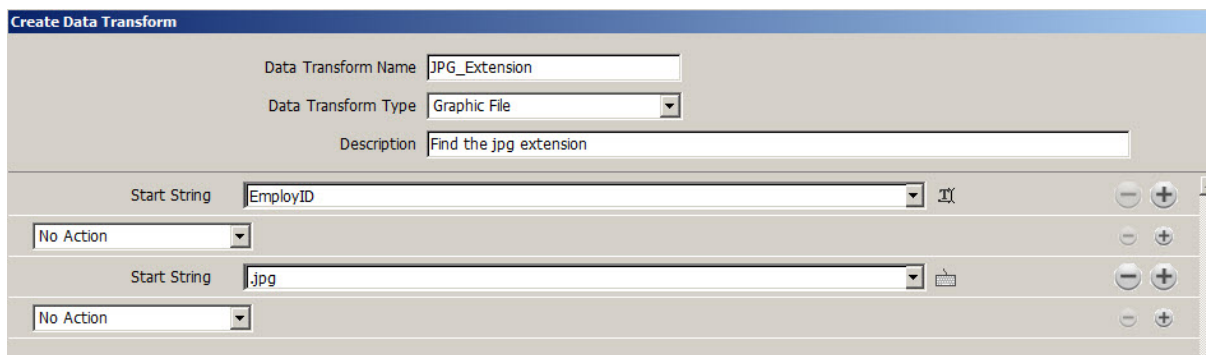 Create Data Transform
Data Transform Name JPG_Extension
Data Transform Type Graphic File
Description Find the jpg extension
Start String EmployID
No Action
Start String .jpg
No Action